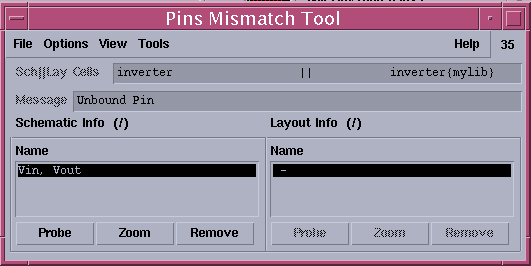 Pins Mismatch Tool
File Options View Tools Help 35
Sch||Lay Cells inverter || inverter{mylib}
Message Unbound Pin
Schematic Info (/) Layout Info (/)
Name Name
Vin, Vout -
Probe Zoom Remove Probe Zoom Remove